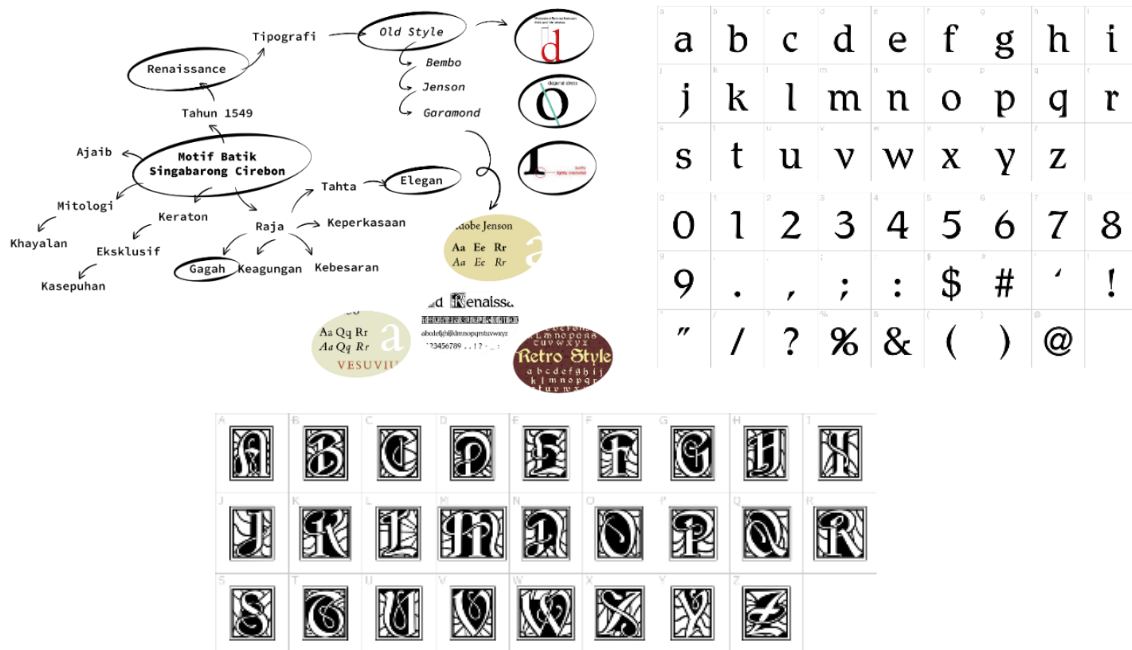 Tipografi
Old Style
Renaissance
Bembo
Jenson
Tahun 1549
Garamond
Ajaib
Motif Batik
Singabarong Cirebon
Tahta
Elegan
Mitologi
Keraton
Raja
Keperkasaan
Khayalan
Eksklusif
Gagah
Keagungan
Kebesaran
Kasepuhan
d
o
Adobe Jenson
Aa Ee Rr
Aa Ee Rr
a
Aa Qq Rr
Aa Qq Rr
a
VESUVIU
d Renaiss
Retro Style
a b c d e f g h i j
k l m n o p q r
a b c d e f g h i
j k l m n o p q r
s t u v w x y z
0 1 2 3 4 5 6 7 8
9 . , ; : $ # ‘ !
" / ? % & ( ) @
A B C D E F G H I
J K L M N O P Q R
S T U V W X Y Z